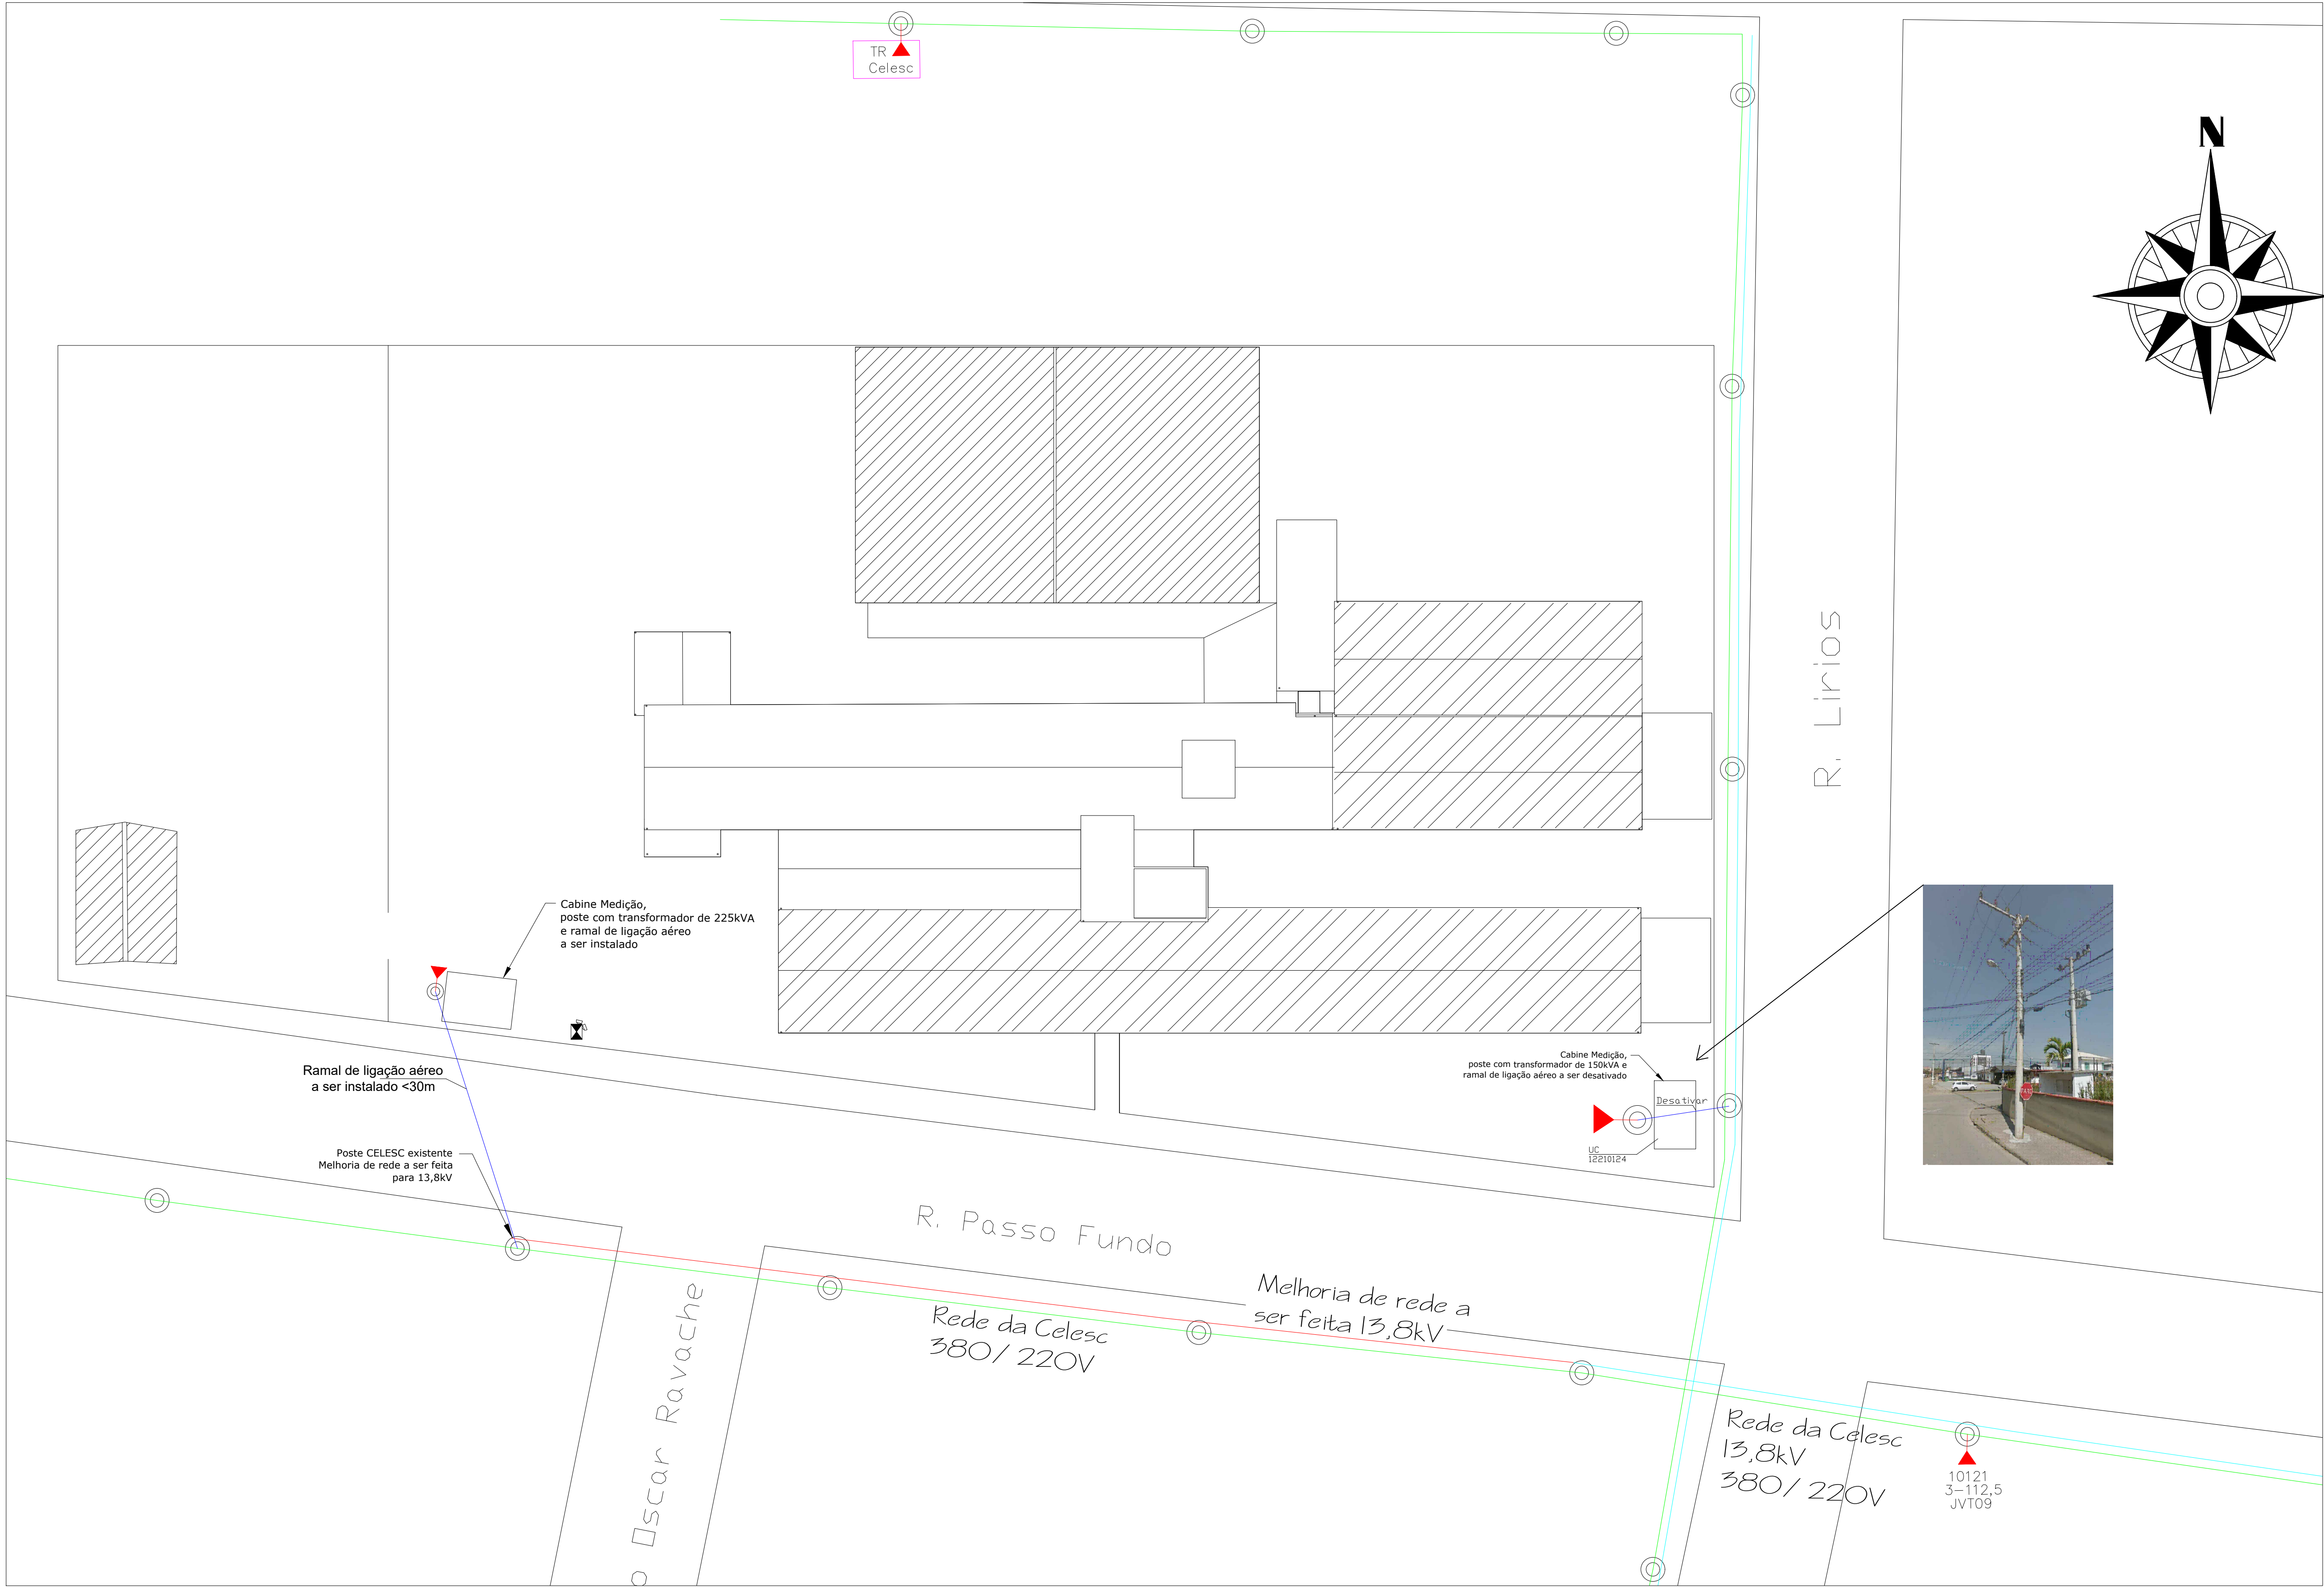 TR
Celesc
N
R. Lirios
Cabine Medição,
poste com transformador de 225kVA
e ramal de ligação aéreo
a ser instalado
Ramal de ligação aéreo
a ser instalado <30m
Poste CELESC existente
Melhoria de rede a ser feita
para 13,8kV
Cabine Medição,
poste com transformador de 150kVA e
ramal de ligação aéreo a ser desativado
Desativar
UC
12210124
R. Passo Fundo
Melhoria de rede a
ser feita 13,8kV
Rede da Celesc
380/ 220V
o Oscar Ravache
Rede da Celesc
13,8kV
380/ 220V
10121
3-112,5
JVT09